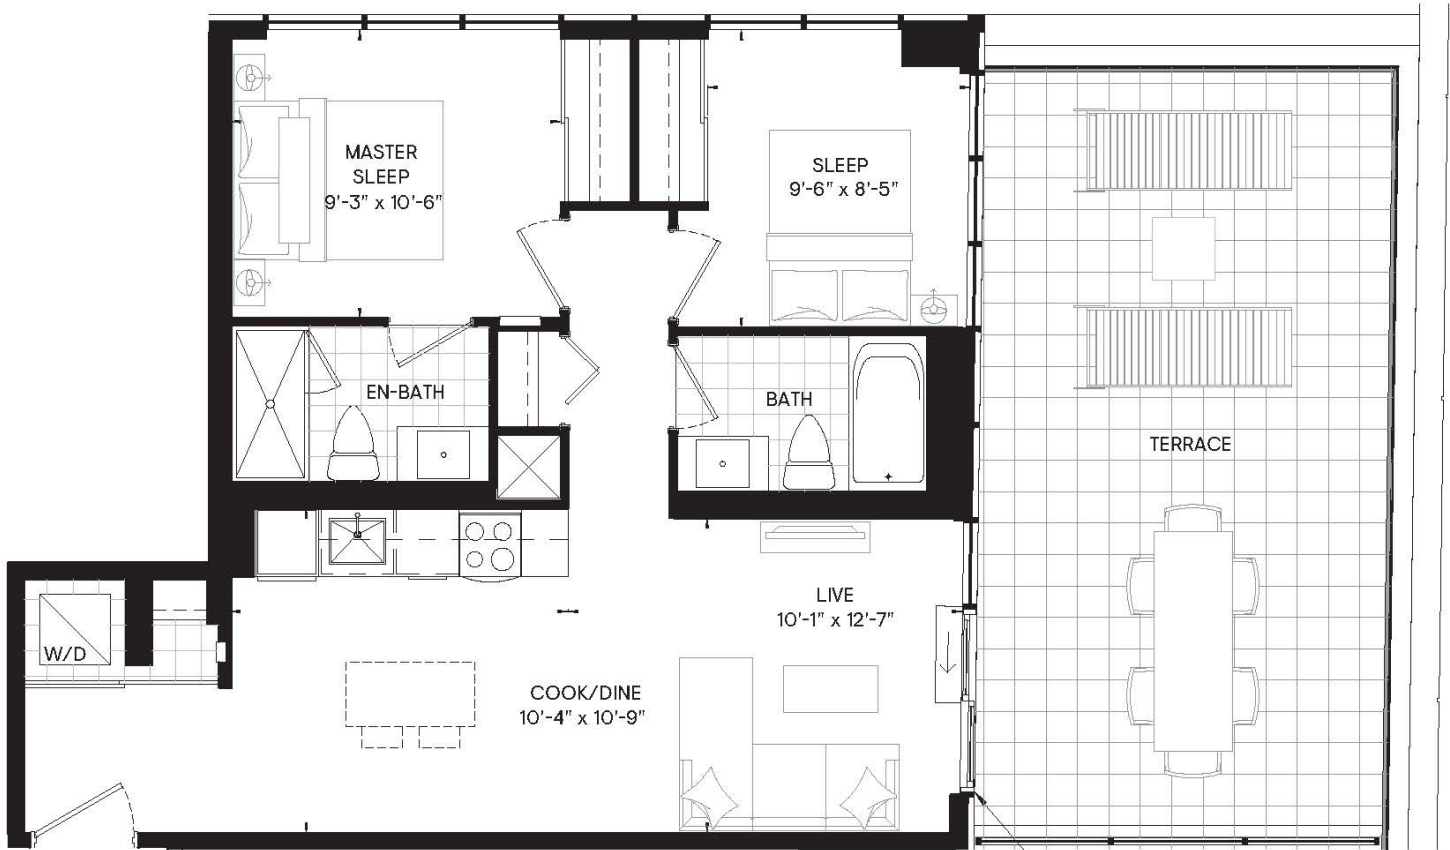 MASTER
SLEEP
9'-3" x 10'-6"
SLEEP
9'-6" x 8'-5"
EN-BATH
BATH
TERRACE
LIVE
10'-1" x 12'-7"
W/D
COOK/DINE
10'-4" x 10'-9"